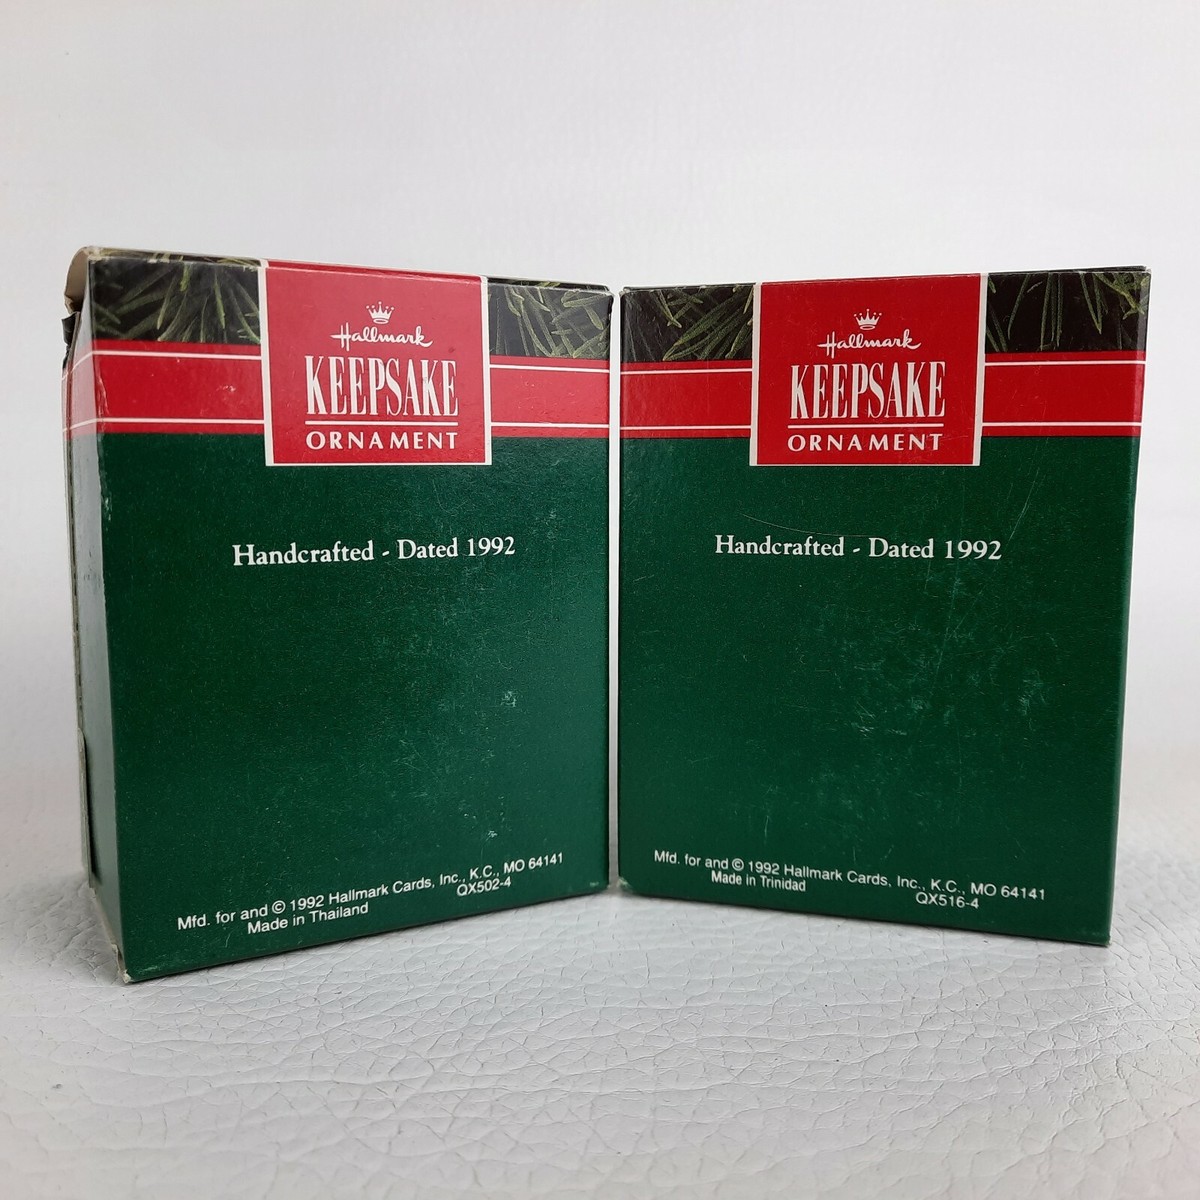 Hallmark
KEEPSAKE
ORNAMENT
Handcrafted - Dated 1992
Mfd. for and © 1992 Hallmark Cards, Inc., K.C., MO 64141
Made in Thailand QX502-4
Hallmark
KEEPSAKE
ORNAMENT
Handcrafted - Dated 1992
Mfd. for and © 1992 Hallmark Cards, Inc., K.C., MO 64141
Made in Trinidad QX516-4